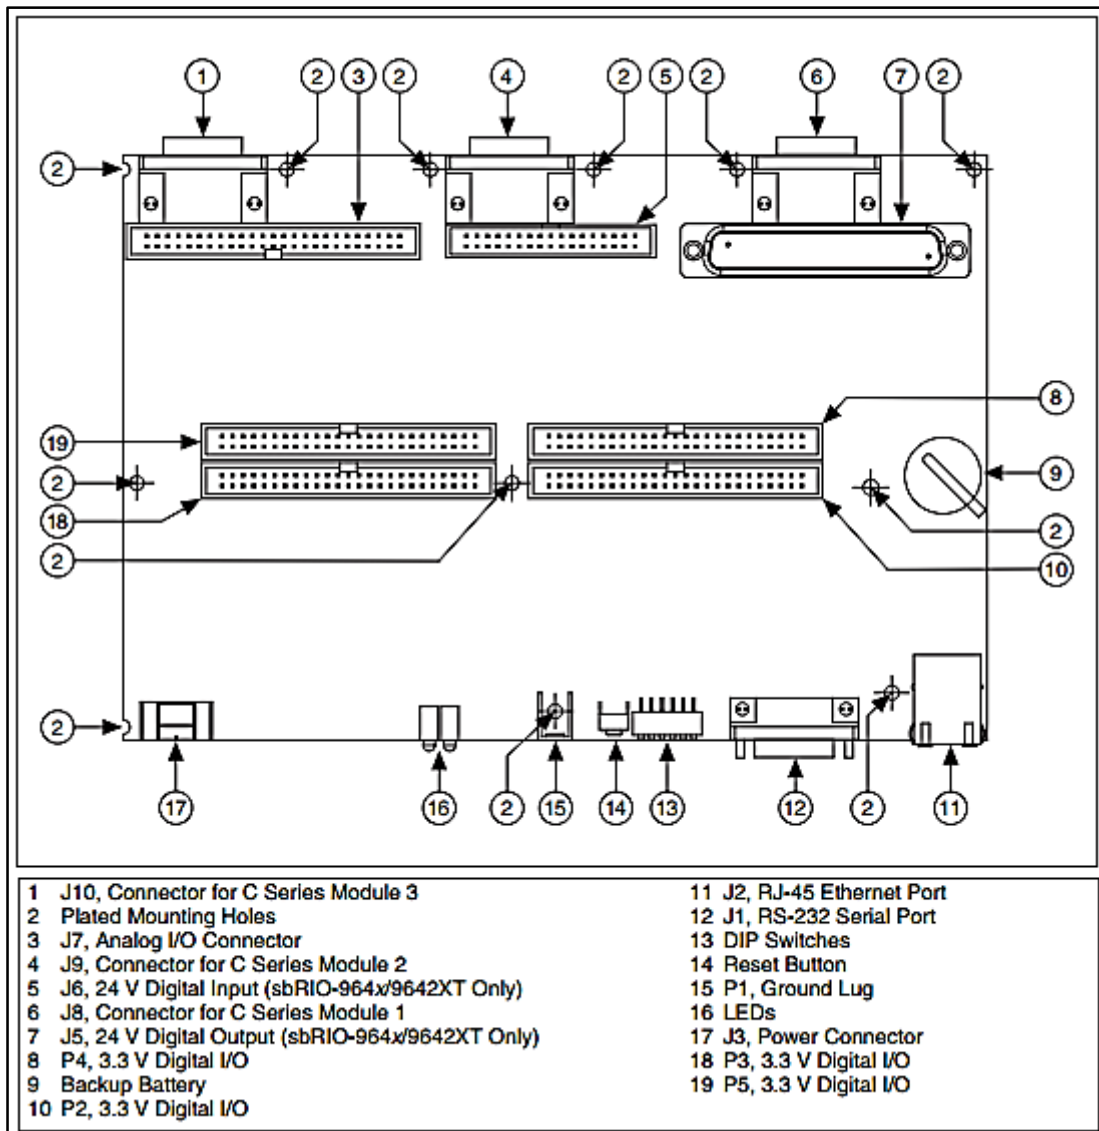 1 2 3 2 4 2 5 2 6 7 2
2
8
19
2 9
18 2
2 10
2
17 16 2 15 14 13 12 2 11
1 J10, Connector for C Series Module 3
2 Plated Mounting Holes
3 J7, Analog I/O Connector
4 J9, Connector for C Series Module 2
5 J6, 24 V Digital Input (sbRIO-964x/9642XT Only)
6 J8, Connector for C Series Module 1
7 J5, 24 V Digital Output (sbRIO-964x/9642XT Only)
8 P4, 3.3 V Digital I/O
9 Backup Battery
10 P2, 3.3 V Digital I/O
11 J2, RJ-45 Ethernet Port
12 J1, RS-232 Serial Port
13 DIP Switches
14 Reset Button
15 P1, Ground Lug
16 LEDs
17 J3, Power Connector
18 P3, 3.3 V Digital I/O
19 P5, 3.3 V Digital I/O